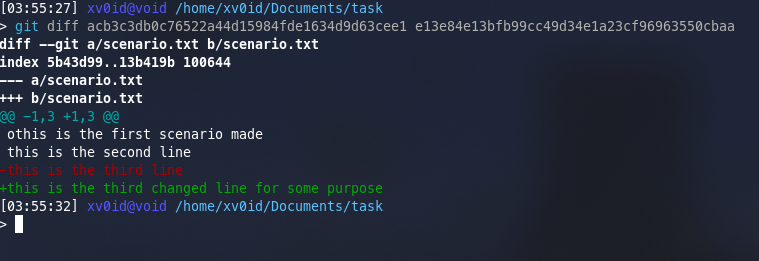 [03:55:27] xv0id@void /home/xv0id/Documents/task
> git diff acb3c3db0c76522a44d15984fde1634d9d63cee1 e13e84e13bfb99cc49d34e1a23cf96963550cbaa
diff --git a/scenario.txt b/scenario.txt
index 5b43d99..13b419b 100644
--- a/scenario.txt
+++ b/scenario.txt
@@ -1,3 +1,3 @@
 othis is the first scenario made
 this is the second line
-this is the third line
+this is the third changed line for some purpose
[03:55:32] xv0id@void /home/xv0id/Documents/task
>